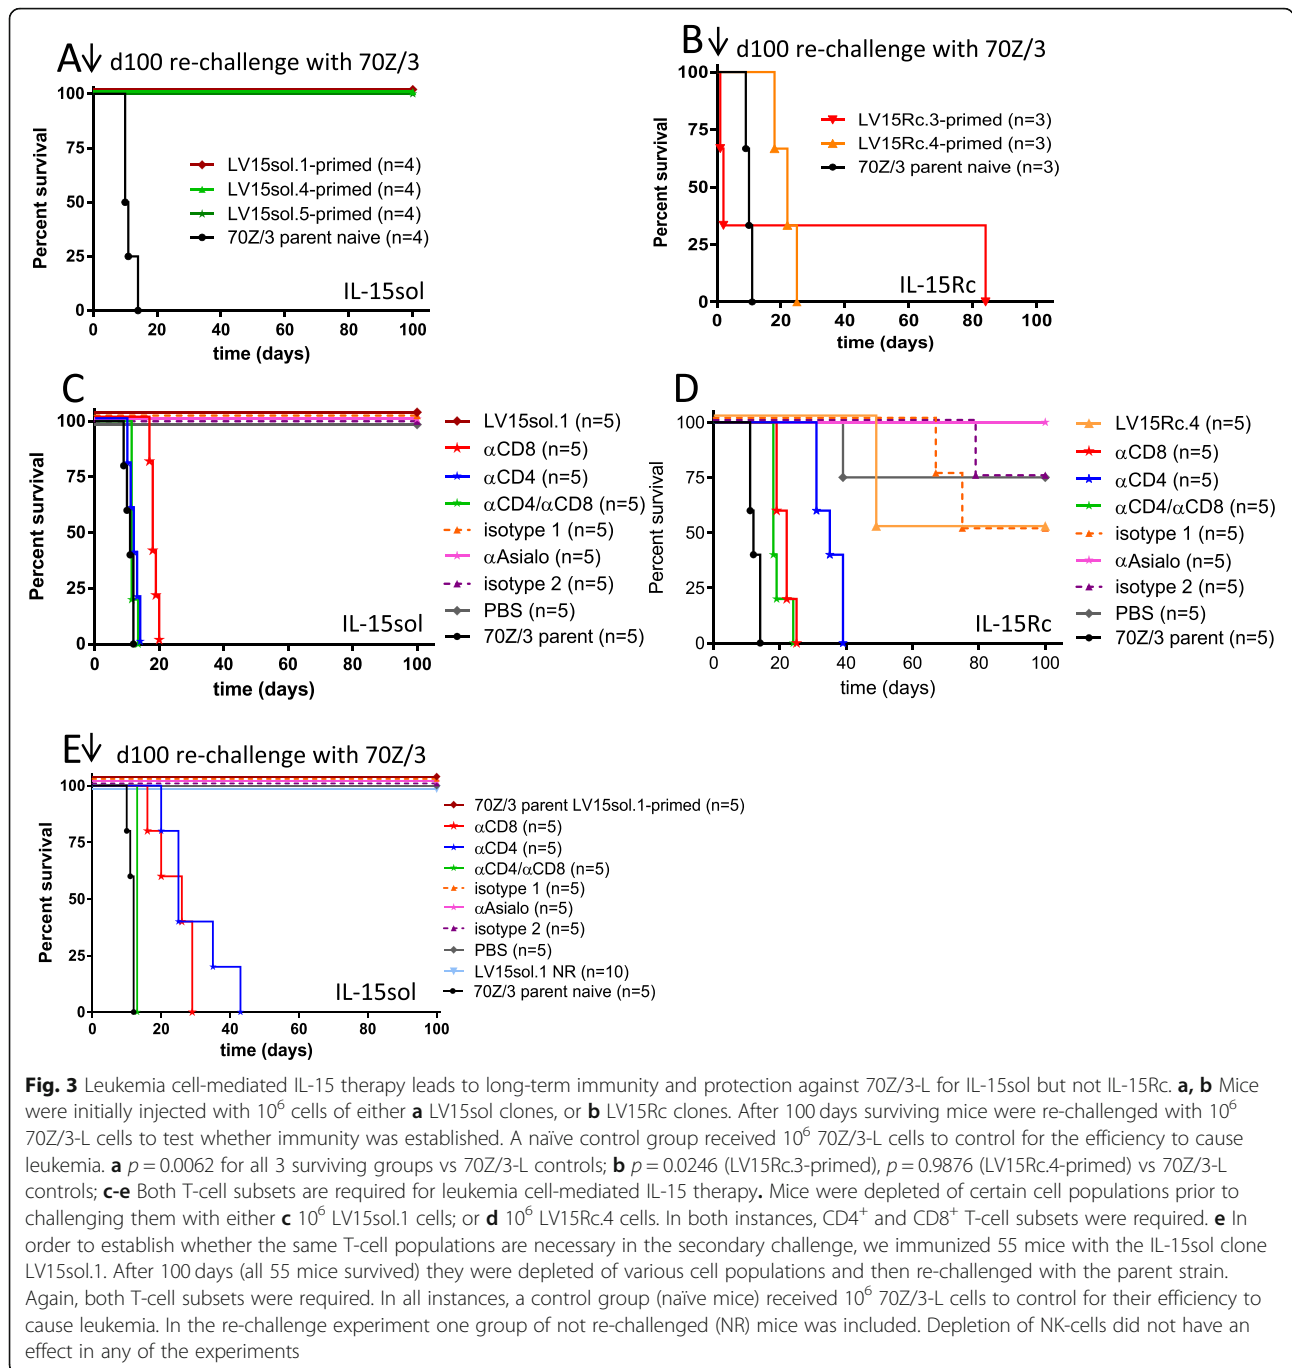 A↓ d100 re-challenge with 70Z/3
Percent survival
100
75
50
25
0
0 20 40 60 80 100
time (days)
LV15sol.1-primed (n=4)
LV15sol.4-primed (n=4)
LV15sol.5-primed (n=4)
70Z/3 parent naive (n=4)
IL-15sol
B↓ d100 re-challenge with 70Z/3
Percent survival
100
75
50
25
0
0 20 40 60 80 100
time (days)
LV15Rc.3-primed (n=3)
LV15Rc.4-primed (n=3)
70Z/3 parent naive (n=3)
IL-15Rc
C
Percent survival
100
75
50
25
0
0 20 40 60 80 100
time (days)
IL-15sol
LV15sol.1 (n=5)
αCD8 (n=5)
αCD4 (n=5)
αCD4/αCD8 (n=5)
isotype 1 (n=5)
αAsialo (n=5)
isotype 2 (n=5)
PBS (n=5)
70Z/3 parent (n=5)
D
Percent survival
100
75
50
25
0
0 20 40 60 80 100
time (days)
IL-15Rc
LV15Rc.4 (n=5)
αCD8 (n=5)
αCD4 (n=5)
αCD4/αCD8 (n=5)
isotype 1 (n=5)
αAsialo (n=5)
isotype 2 (n=5)
PBS (n=5)
70Z/3 parent (n=5)
E↓ d100 re-challenge with 70Z/3
Percent survival
100
75
50
25
0
0 20 40 60 80 100
time (days)
IL-15sol
70Z/3 parent LV15sol.1-primed (n=5)
αCD8 (n=5)
αCD4 (n=5)
αCD4/αCD8 (n=5)
isotype 1 (n=5)
αAsialo (n=5)
isotype 2 (n=5)
PBS (n=5)
LV15sol.1 NR (n=10)
70Z/3 parent naive (n=5)
Fig. 3 Leukemia cell-mediated IL-15 therapy leads to long-term immunity and protection against 70Z/3-L for IL-15sol but not IL-15Rc. a, b Mice
were initially injected with 10⁶ cells of either a LV15sol clones, or b LV15Rc clones. After 100 days surviving mice were re-challenged with 10⁶
70Z/3-L cells to test whether immunity was established. A naïve control group received 10⁶ 70Z/3-L cells to control for the efficiency to cause
leukemia. a p = 0.0062 for all 3 surviving groups vs 70Z/3-L controls; b p = 0.0246 (LV15Rc.3-primed), p = 0.9876 (LV15Rc.4-primed) vs 70Z/3-L
controls; c-e Both T-cell subsets are required for leukemia cell-mediated IL-15 therapy. Mice were depleted of certain cell populations prior to
challenging them with either c 10⁶ LV15sol.1 cells; or d 10⁶ LV15Rc.4 cells. In both instances, CD4⁺ and CD8⁺ T-cell subsets were required. e In
order to establish whether the same T-cell populations are necessary in the secondary challenge, we immunized 55 mice with the IL-15sol clone
LV15sol.1. After 100 days (all 55 mice survived) they were depleted of various cell populations and then re-challenged with the parent strain.
Again, both T-cell subsets were required. In all instances, a control group (naïve mice) received 10⁶ 70Z/3-L cells to control for their efficiency to
cause leukemia. In the re-challenge experiment one group of not re-challenged (NR) mice was included. Depletion of NK-cells did not have an
effect in any of the experiments